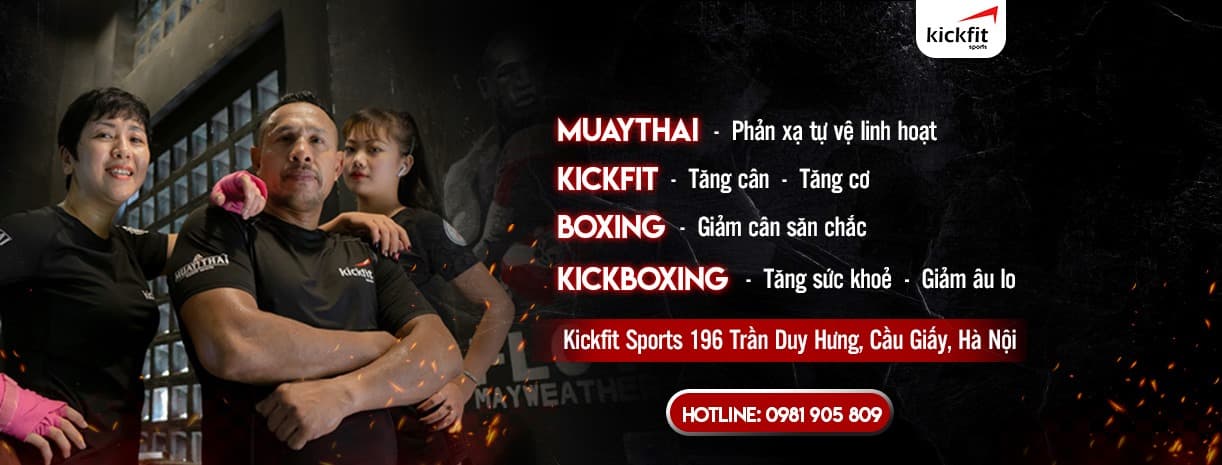 kickfit
sports
MUAYTHAI - Phản xạ tự vệ linh hoạt
KICKFIT - Tăng cân - Tăng cơ
BOXING - Giảm cân săn chắc
KICKBOXING - Tăng sức khoẻ - Giảm âu lo
Kickfit Sports 196 Trần Duy Hưng, Cầu Giấy, Hà Nội
HOTLINE: 0981 905 809
MUAYTHAI
kickfit
MAYWEATHER